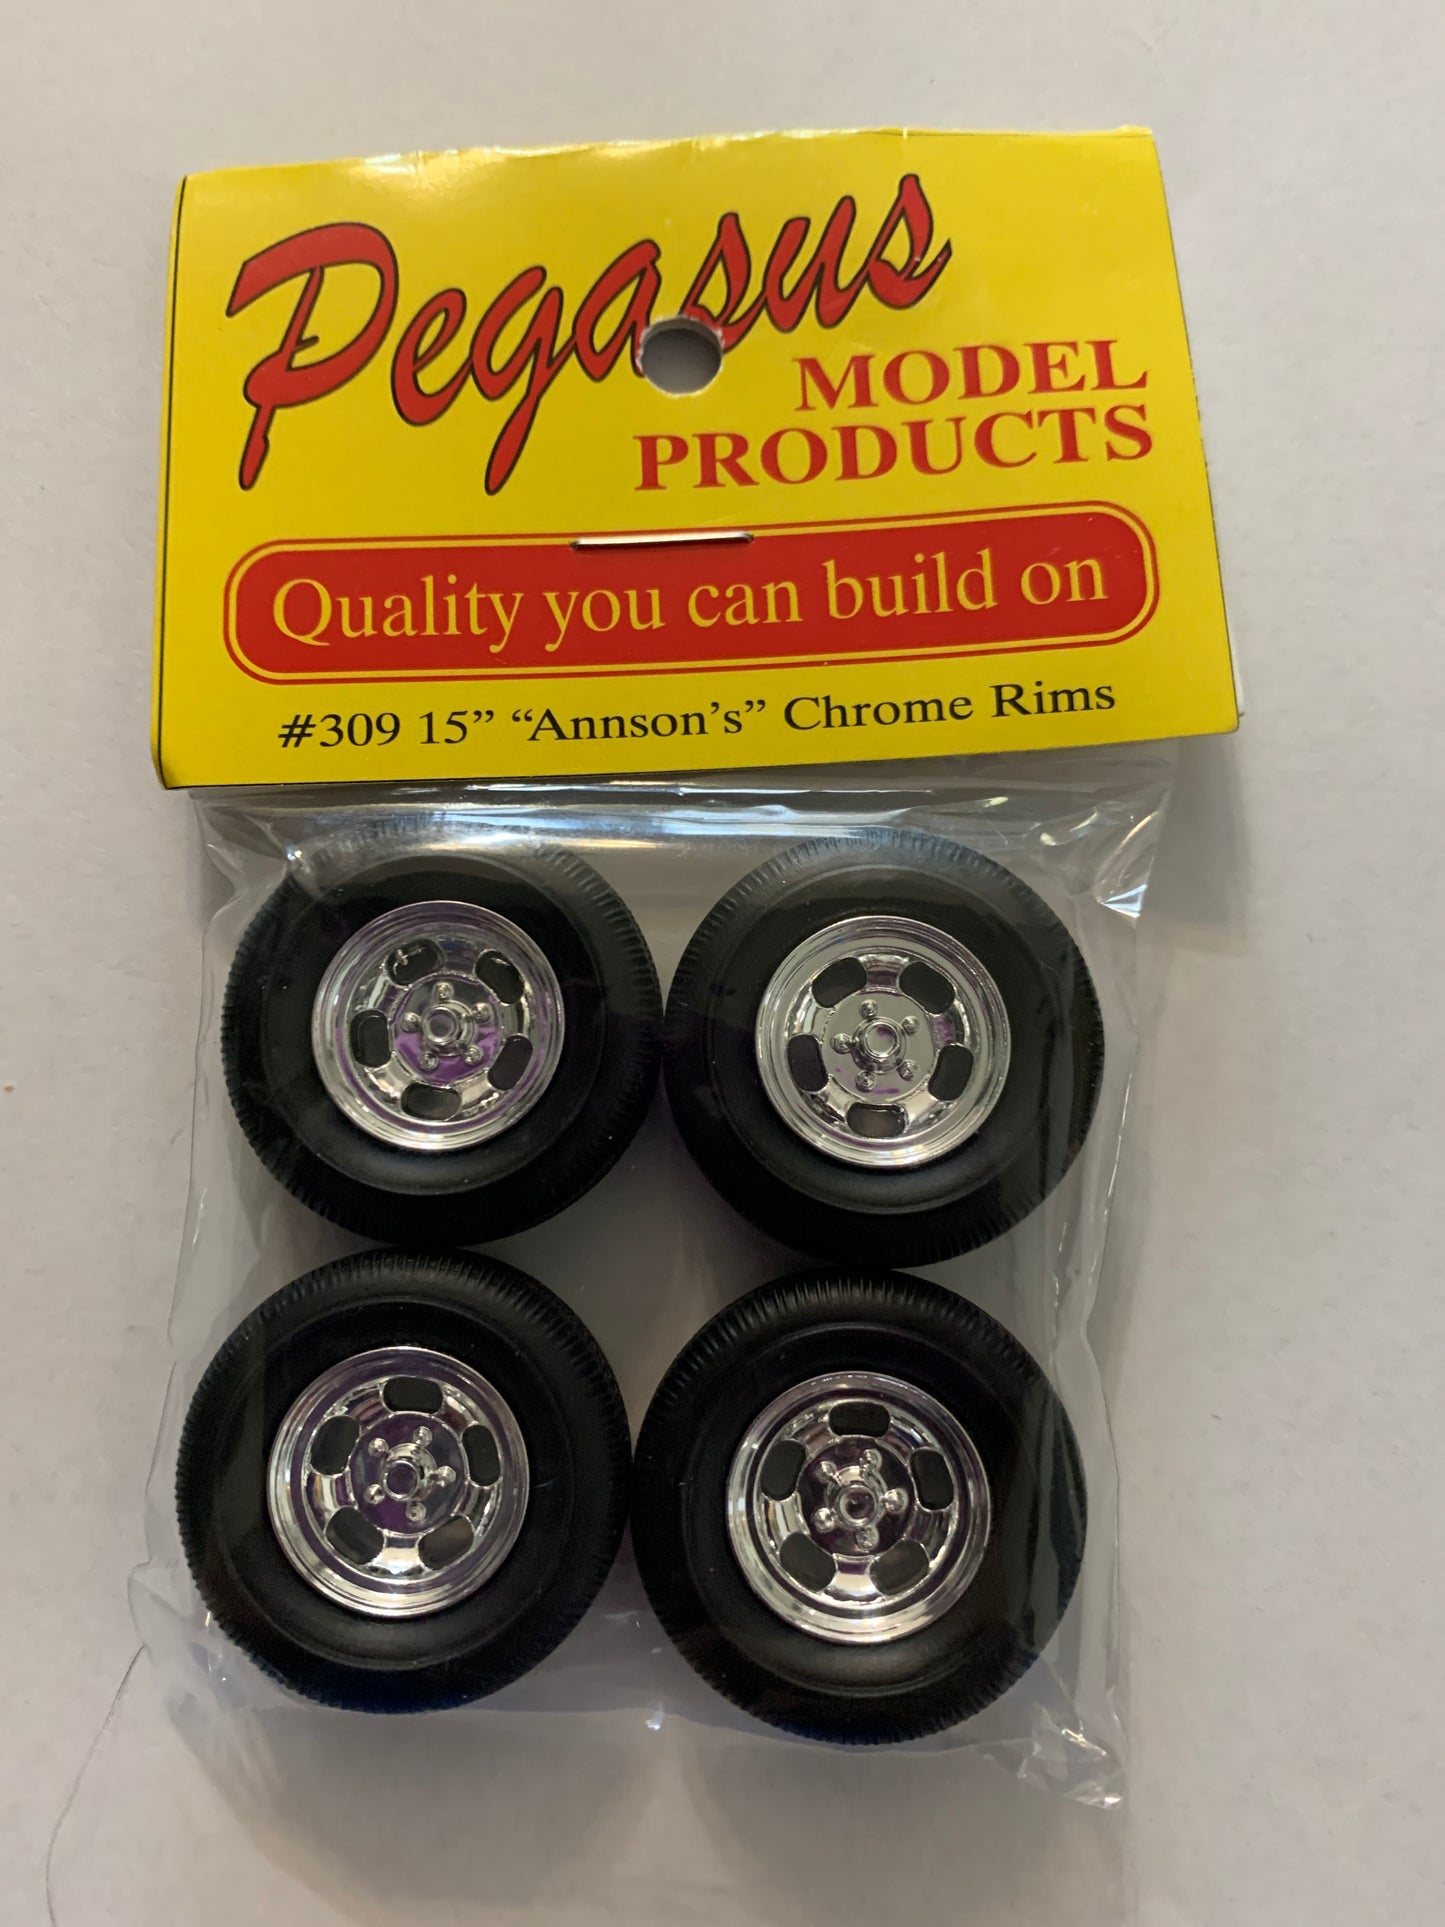 Pegasus
MODEL
PRODUCTS
Quality you can build on
#309 15” “Annson’s” Chrome Rims